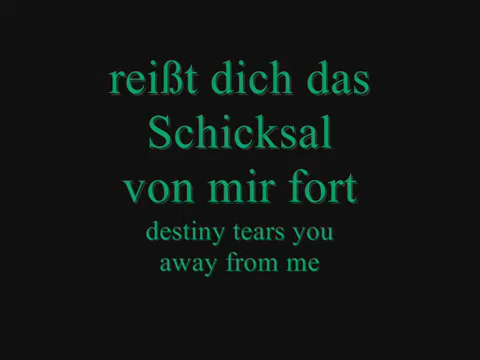 reißt dich das
Schicksal
von mir fort
destiny tears you
away from me